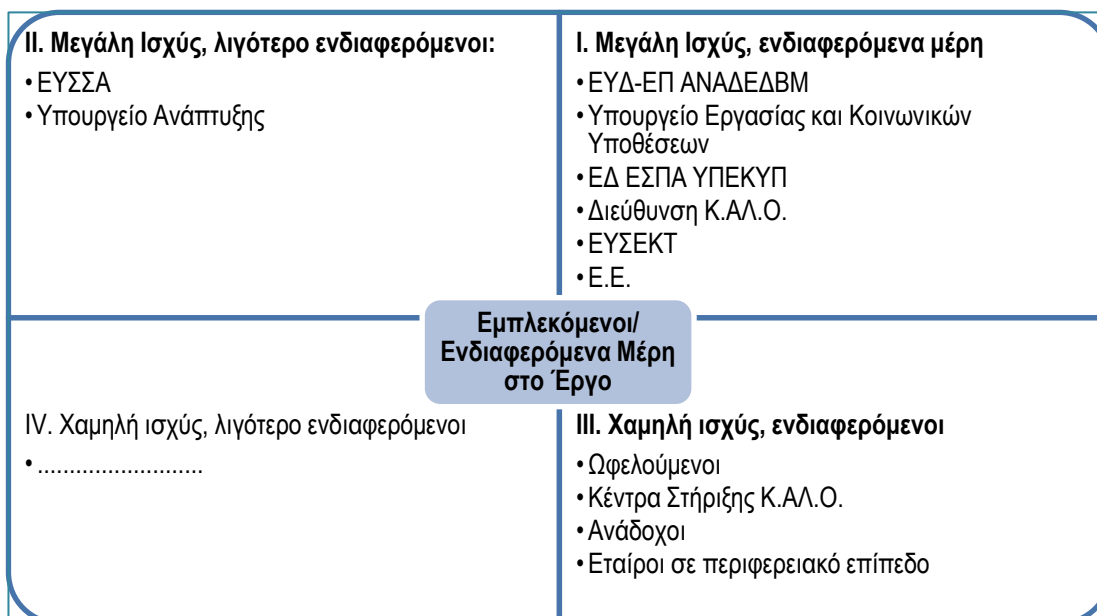 II. Μεγάλη Ισχύς, λιγότερο ενδιαφερόμενοι:
• ΕΥΣΣΑ
• Υπουργείο Ανάπτυξης
I. Μεγάλη Ισχύς, ενδιαφερόμενα μέρη
• ΕΥΔ-ΕΠ ΑΝΑΔΕΔΒΜ
• Υπουργείο Εργασίας και Κοινωνικών
Υποθέσεων
• ΕΔ ΕΣΠΑ ΥΠΕΚΥΠ
• Διεύθυνση Κ.ΑΛ.Ο.
• ΕΥΣΕΚΤ
• Ε.Ε.
Εμπλεκόμενοι/
Ενδιαφερόμενα Μέρη
στο Έργο
IV. Χαμηλή ισχύς, λιγότερο ενδιαφερόμενοι
• ..........................
III. Χαμηλή ισχύς, ενδιαφερόμενοι
• Ωφελούμενοι
• Κέντρα Στήριξης Κ.ΑΛ.Ο.
• Ανάδοχοι
• Εταίροι σε περιφερειακό επίπεδο